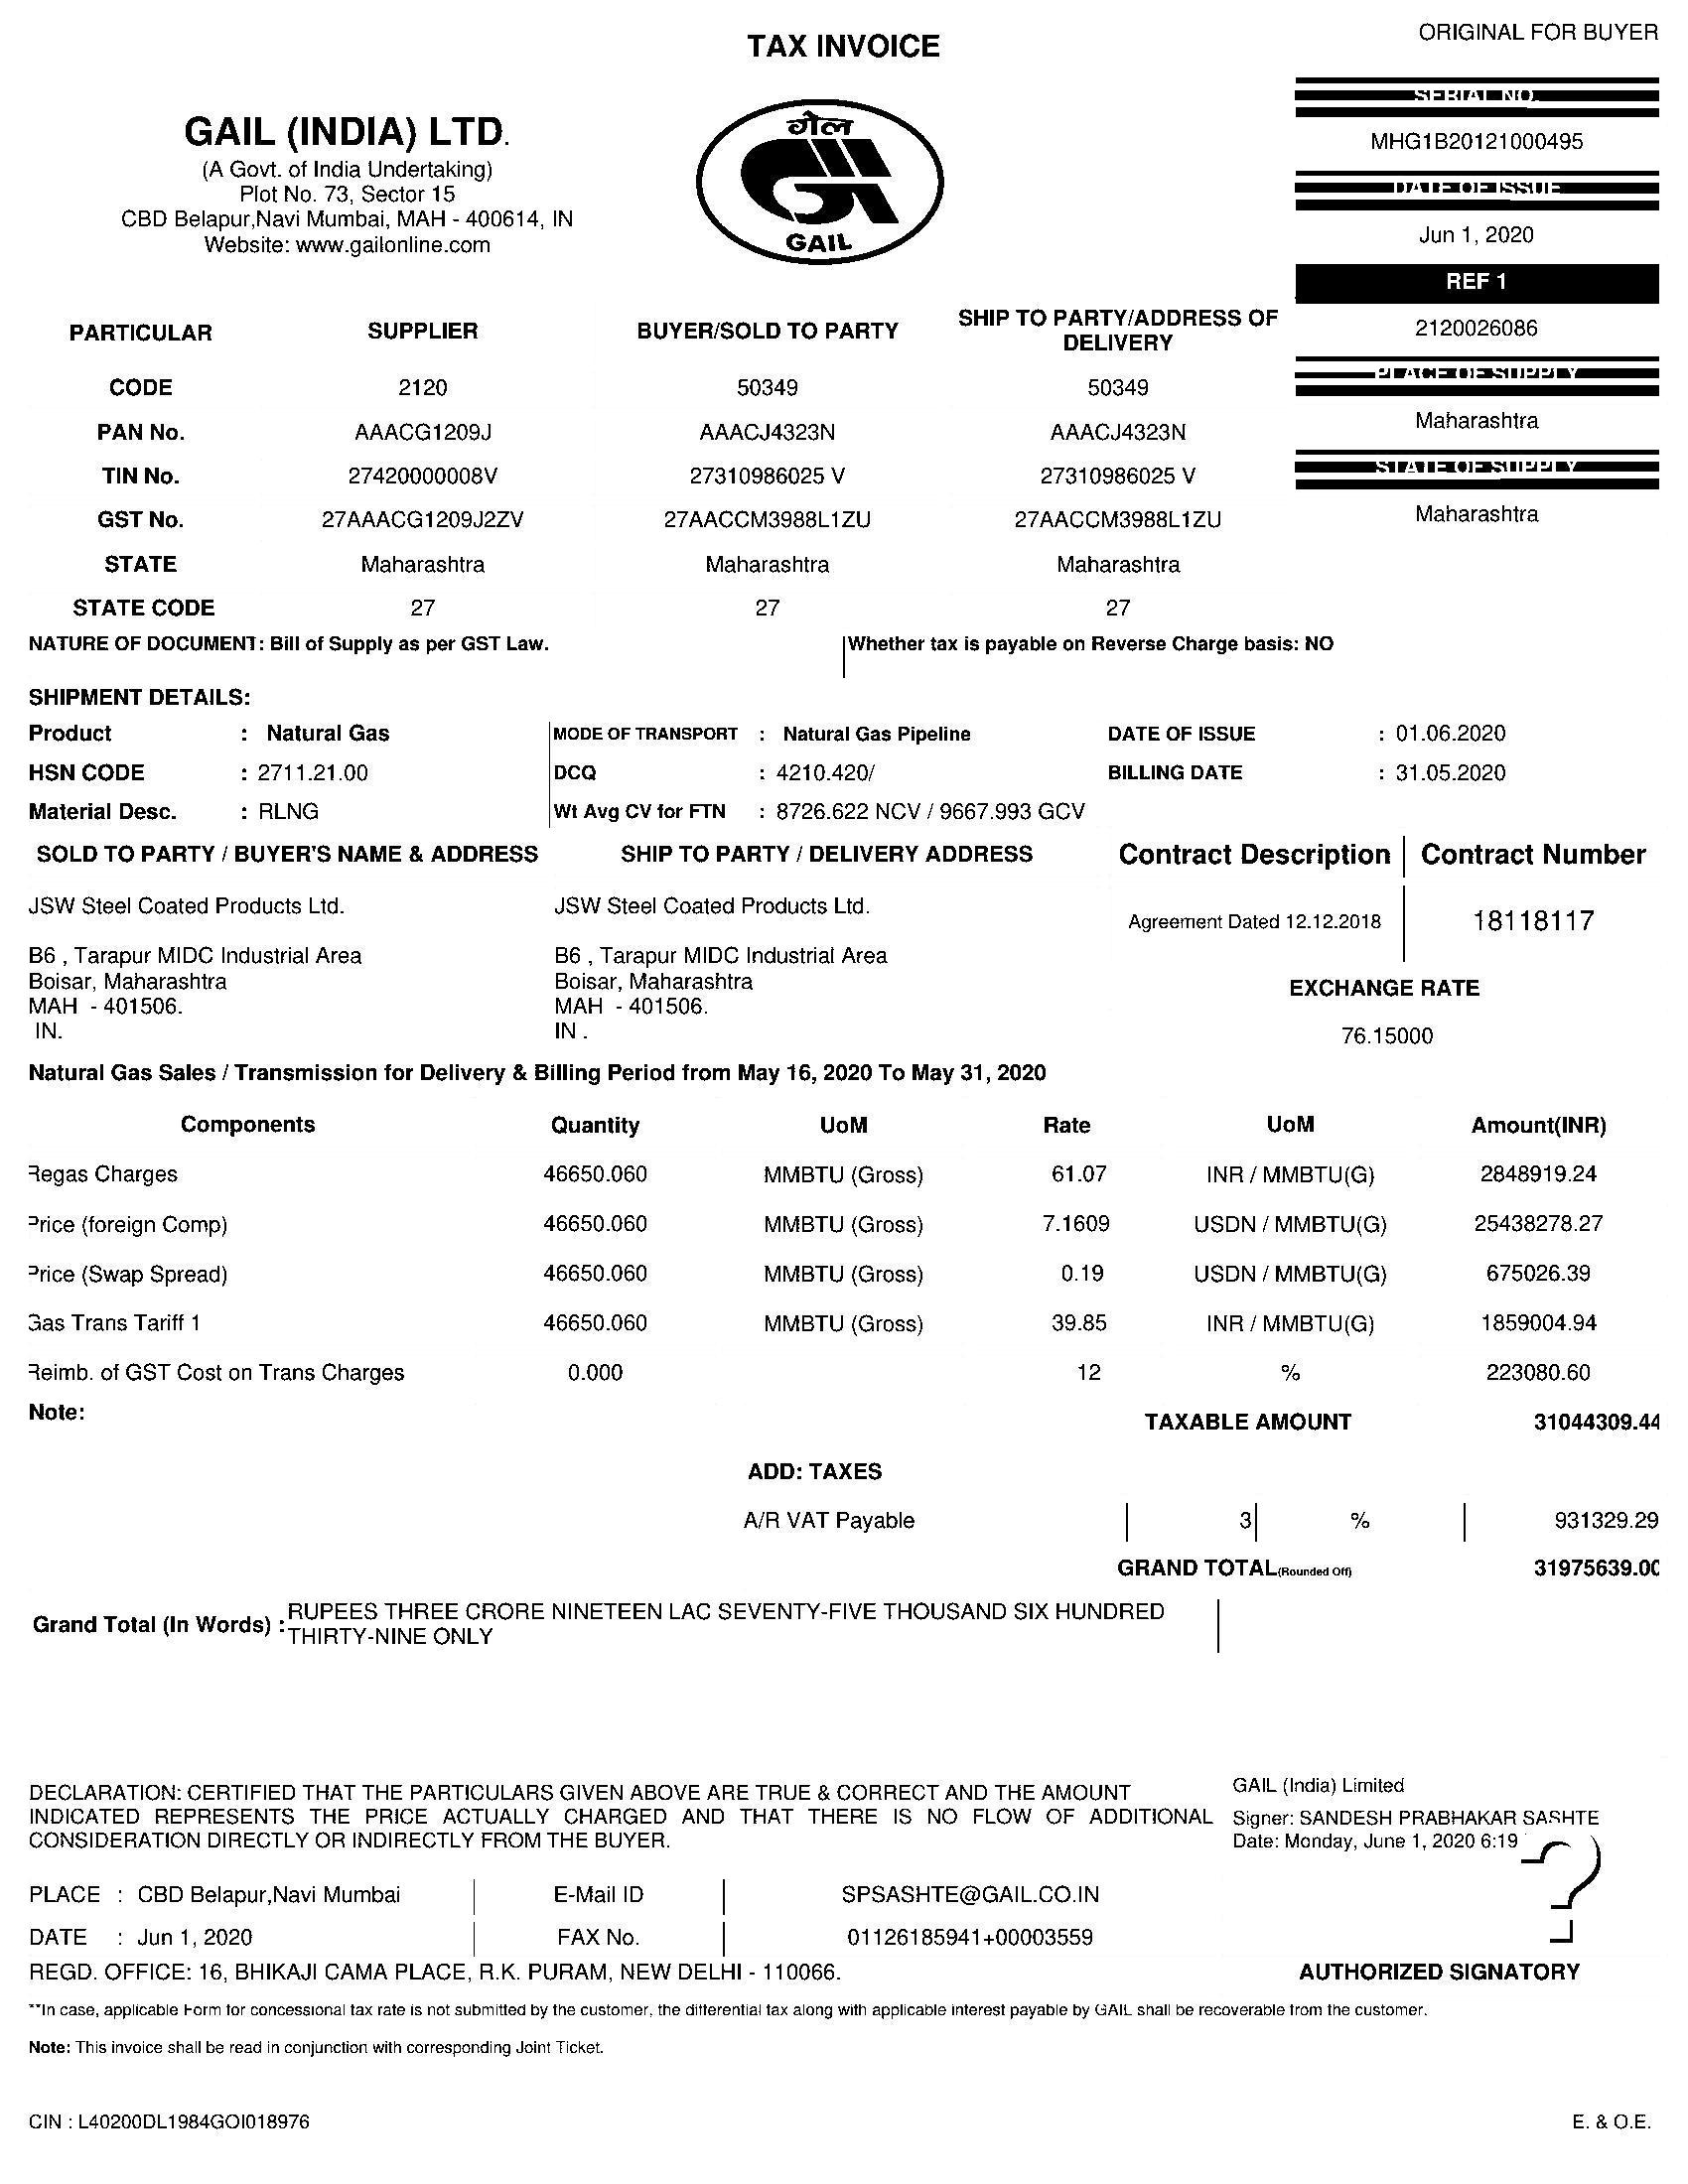 ORIGINAL FOR BUYER
TAX INVOICE
SERIAL NO.
GAIL (INDIA) LTD.
(A Govt. of India Undertaking)
Plot No. 73, Sector 15
CBD Belapur,Navi Mumbai, MAH - 400614, IN
Website: www.gailonline.com
गेल
GAIL
MHG1B20121000495
DATE OF ISSUE
Jun 1, 2020
REF 1
2120026086
PLACE OF SUPPLY
Maharashtra
STATE OF SUPPLY
Maharashtra
PARTICULAR SUPPLIER BUYER/SOLD TO PARTY SHIP TO PARTY/ADDRESS OF DELIVERY
CODE 2120 50349 50349
PAN No. AAACG1209J AAACJ4323N AAACJ4323N
TIN No. 27420000008V 27310986025 V 27310986025 V
GST No. 27AAACG1209J2ZV 27AACCM3988L1ZU 27AACCM3988L1ZU
STATE Maharashtra Maharashtra Maharashtra
STATE CODE 27 27 27
NATURE OF DOCUMENT: Bill of Supply as per GST Law. Whether tax is payable on Reverse Charge basis: NO
SHIPMENT DETAILS:
Product : Natural Gas MODE OF TRANSPORT : Natural Gas Pipeline DATE OF ISSUE : 01.06.2020
HSN CODE : 2711.21.00 DCQ : 4210.420/ BILLING DATE : 31.05.2020
Material Desc. : RLNG Wt Avg CV for FTN : 8726.622 NCV / 9667.993 GCV
SOLD TO PARTY / BUYER'S NAME & ADDRESS SHIP TO PARTY / DELIVERY ADDRESS Contract Description Contract Number
JSW Steel Coated Products Ltd. JSW Steel Coated Products Ltd.
Agreement Dated 12.12.2018 18118117
B6 , Tarapur MIDC Industrial Area B6 , Tarapur MIDC Industrial Area
Boisar, Maharashtra Boisar, Maharashtra
EXCHANGE RATE
MAH - 401506. MAH - 401506.
IN. IN .
76.15000
Natural Gas Sales / Transmission for Delivery & Billing Period from May 16, 2020 To May 31, 2020
Components Quantity UoM Rate UoM Amount(INR)
Regas Charges 46650.060 MMBTU (Gross) 61.07 INR / MMBTU(G) 2848919.24
Price (foreign Comp) 46650.060 MMBTU (Gross) 7.1609 USDN / MMBTU(G) 25438278.27
Price (Swap Spread) 46650.060 MMBTU (Gross) 0.19 USDN / MMBTU(G) 675026.39
Gas Trans Tariff 1 46650.060 MMBTU (Gross) 39.85 INR / MMBTU(G) 1859004.94
Reimb. of GST Cost on Trans Charges 0.000 12 % 223080.60
Note: TAXABLE AMOUNT 31044309.44
ADD: TAXES
A/R VAT Payable 3 % 931329.29
GRAND TOTAL(Rounded Off) 31975639.00
Grand Total (In Words) : RUPEES THREE CRORE NINETEEN LAC SEVENTY-FIVE THOUSAND SIX HUNDRED
THIRTY-NINE ONLY
DECLARATION: CERTIFIED THAT THE PARTICULARS GIVEN ABOVE ARE TRUE & CORRECT AND THE AMOUNT
INDICATED REPRESENTS THE PRICE ACTUALLY CHARGED AND THAT THERE IS NO FLOW OF ADDITIONAL
CONSIDERATION DIRECTLY OR INDIRECTLY FROM THE BUYER.
GAIL (India) Limited
Signer: SANDESH PRABHAKAR SASHTE
Date: Monday, June 1, 2020 6:19
?
PLACE : CBD Belapur,Navi Mumbai E-Mail ID SPSASHTE@GAIL.CO.IN
DATE : Jun 1, 2020 FAX No. 01126185941+00003559
REGD. OFFICE: 16, BHIKAJI CAMA PLACE, R.K. PURAM, NEW DELHI - 110066. AUTHORIZED SIGNATORY
**In case, applicable Form for concessional tax rate is not submitted by the customer, the differential tax along with applicable interest payable by GAIL shall be recoverable from the customer.
Note: This invoice shall be read in conjunction with corresponding Joint Ticket.
CIN : L40200DL1984GOI018976 E. & O.E.